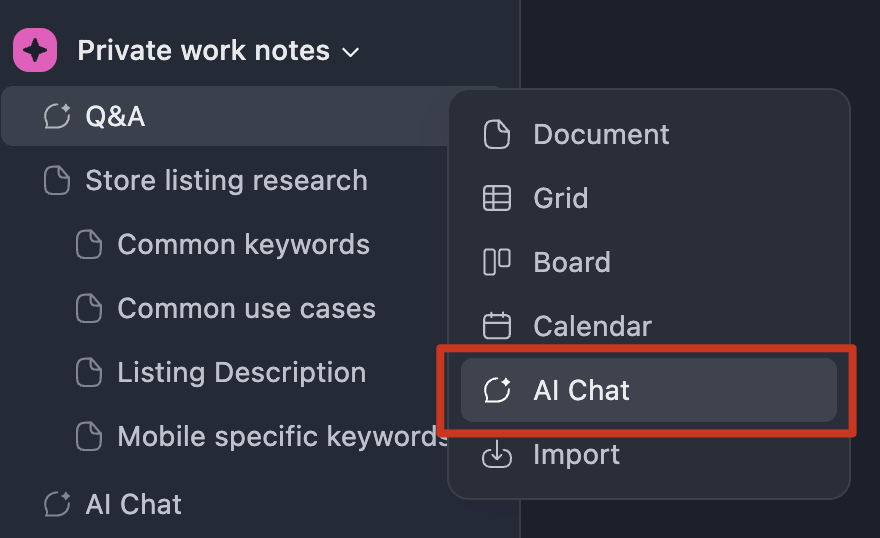 Private work notes
Q&A
Store listing research
Common keywords
Common use cases
Listing Description
Mobile specific keywords
AI Chat
Document
Grid
Board
Calendar
AI Chat
Import